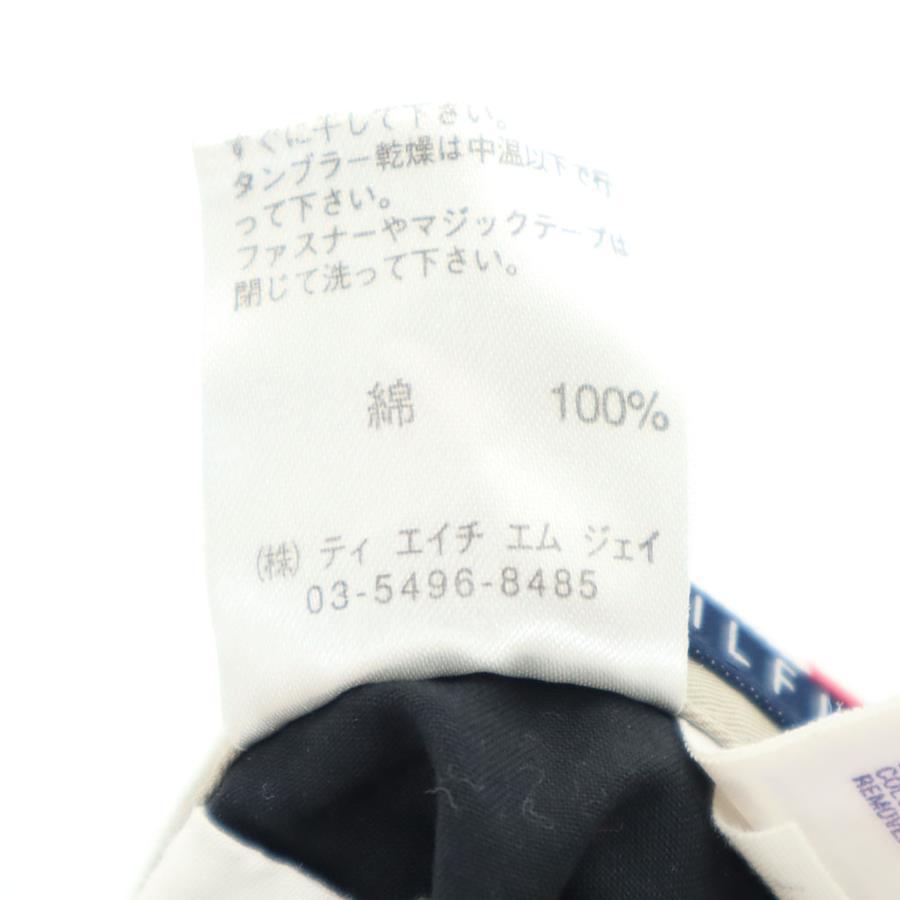 すぐに干して下さい。
タンブラー乾燥は中温以下で行
って下さい。
ファスナーやマジックテープは
閉じて洗って下さい。
綿 100%
(株) ティ エイチ エム ジェイ
03-5496-8485
ILFI
REMOVE